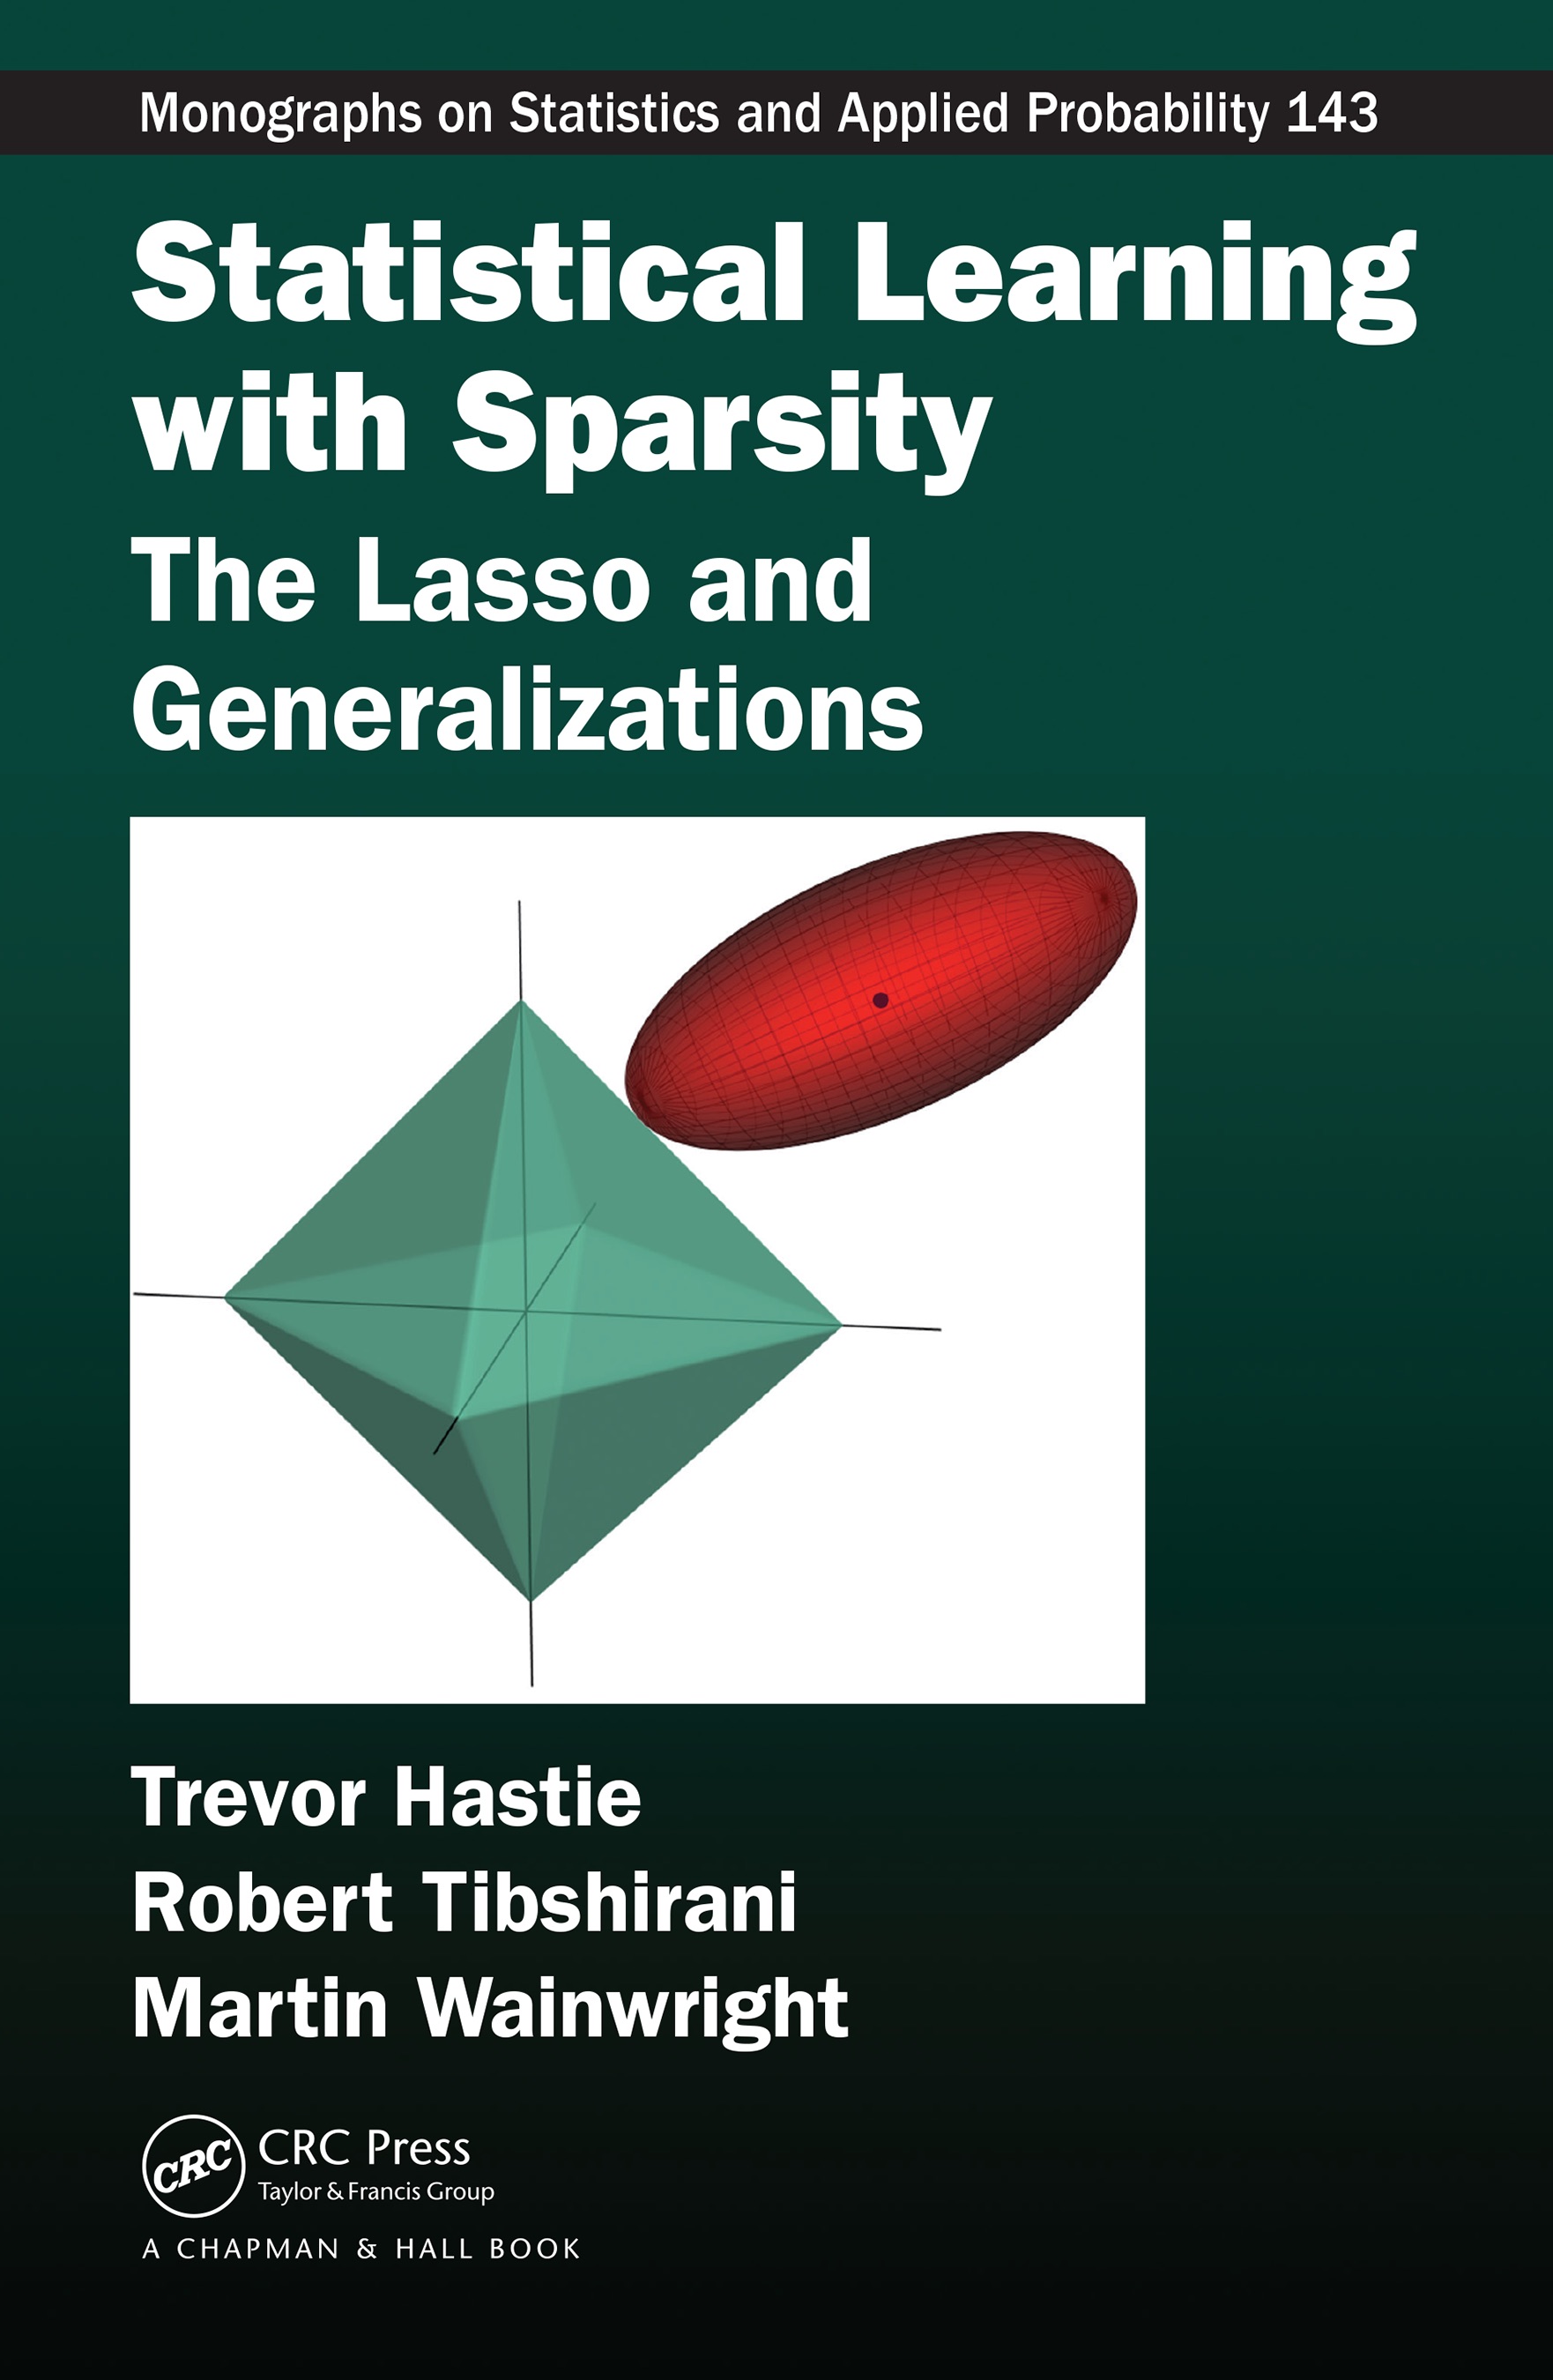 Monographs on Statistics and Applied Probability 143
Statistical Learning
with Sparsity
The Lasso and
Generalizations
Trevor Hastie
Robert Tibshirani
Martin Wainwright
CRC
CRC Press
Taylor & Francis Group
A CHAPMAN & HALL BOOK